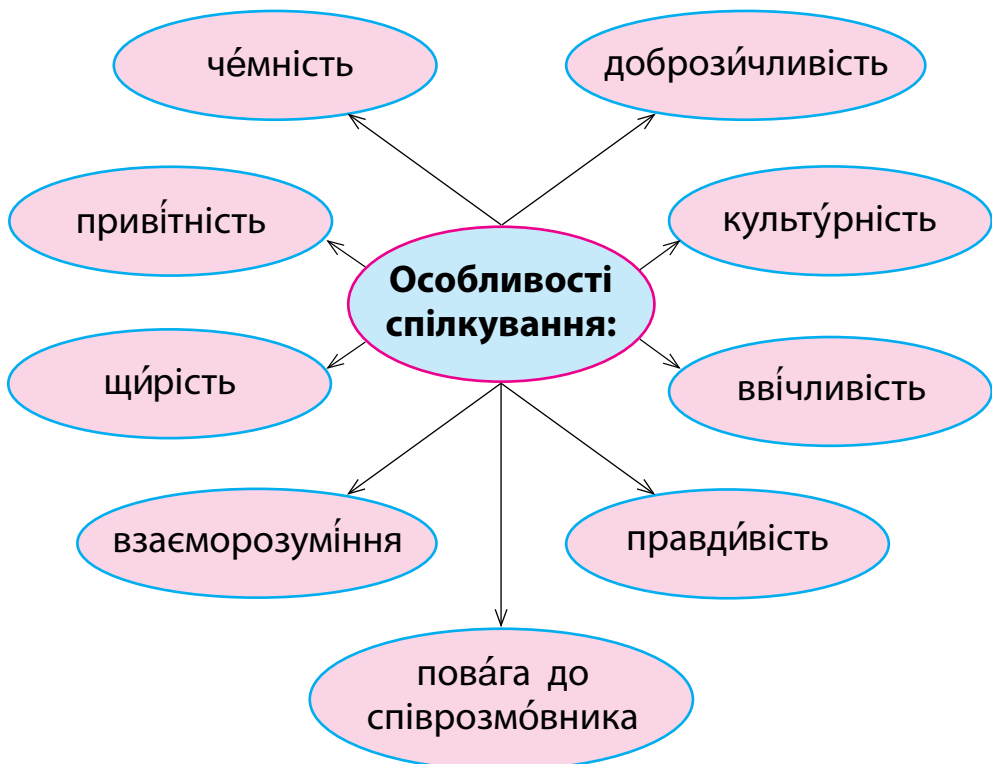 че́мність
добрози́чливість
приві́тність
культу́рність
Особливості
спілкування:
щи́рість
вві́чливість
взаєморозумі́ння
правди́вість
пова́га до
співрозмо́вника